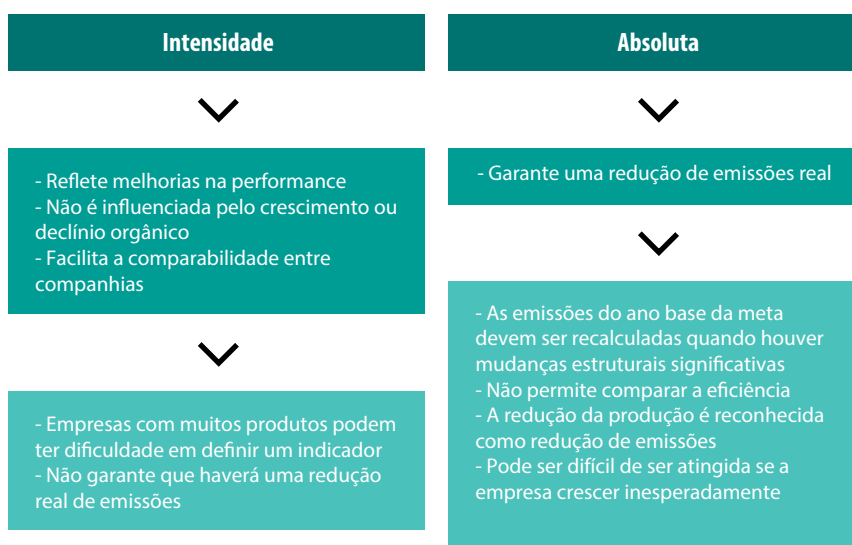 Intensidade
- Reflete melhorias na performance
- Não é influenciada pelo crescimento ou
declínio orgânico
- Facilita a comparabilidade entre
companhias
- Empresas com muitos produtos podem
ter dificuldade em definir um indicador
- Não garante que haverá uma redução
real de emissões
Absoluta
- Garante uma redução de emissões real
- As emissões do ano base da meta
devem ser recalculadas quando houver
mudanças estruturais significativas
- Não permite comparar a eficiência
- A redução da produção é reconhecida
como redução de emissões
- Pode ser difícil de ser atingida se a
empresa crescer inesperadamente